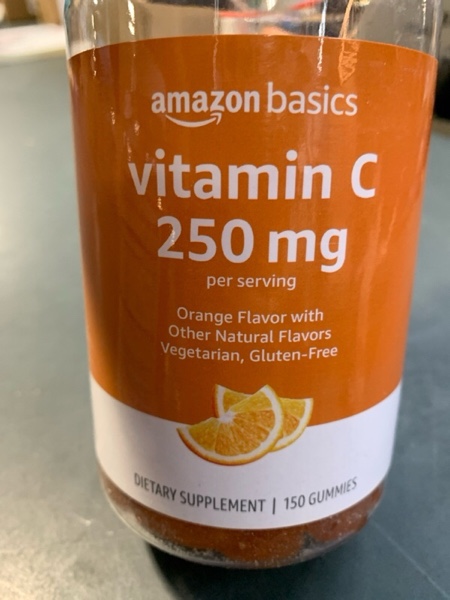 amazon basics
vitamin C
250 mg
per serving
Orange Flavor with
Other Natural Flavors
Vegetarian, Gluten-Free
DIETARY SUPPLEMENT | 150 GUMMIES